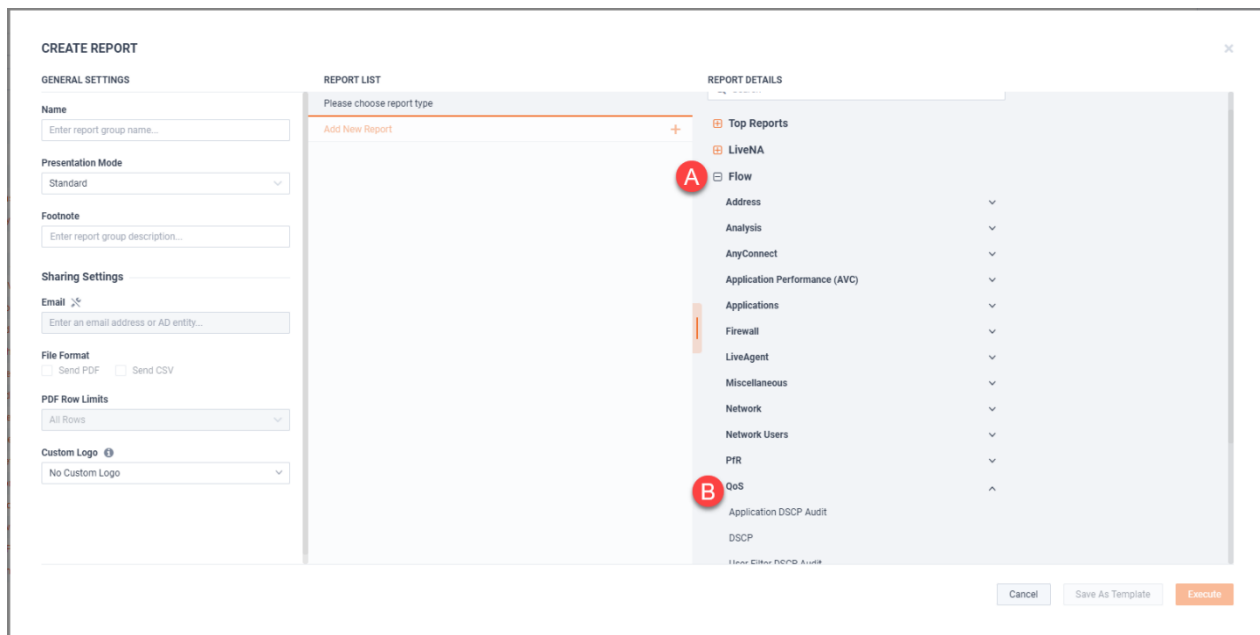 CREATE REPORT
GENERAL SETTINGS
Name
Enter report group name...
Presentation Mode
Standard
Footnote
Enter report group description...
Sharing Settings
Email
Enter an email address or AD entity...
File Format
Send PDF
Send CSV
PDF Row Limits
All Rows
Custom Logo
No Custom Logo
REPORT LIST
Please choose report type
Add New Report
REPORT DETAILS
Top Reports
LiveNA
A
Flow
Address
Analysis
AnyConnect
Application Performance (AVC)
Applications
Firewall
LiveAgent
Miscellaneous
Network
Network Users
PfR
B
QoS
Application DSCP Audit
DSCP
User Filter DSCP Audit
Cancel
Save As Template
Execute